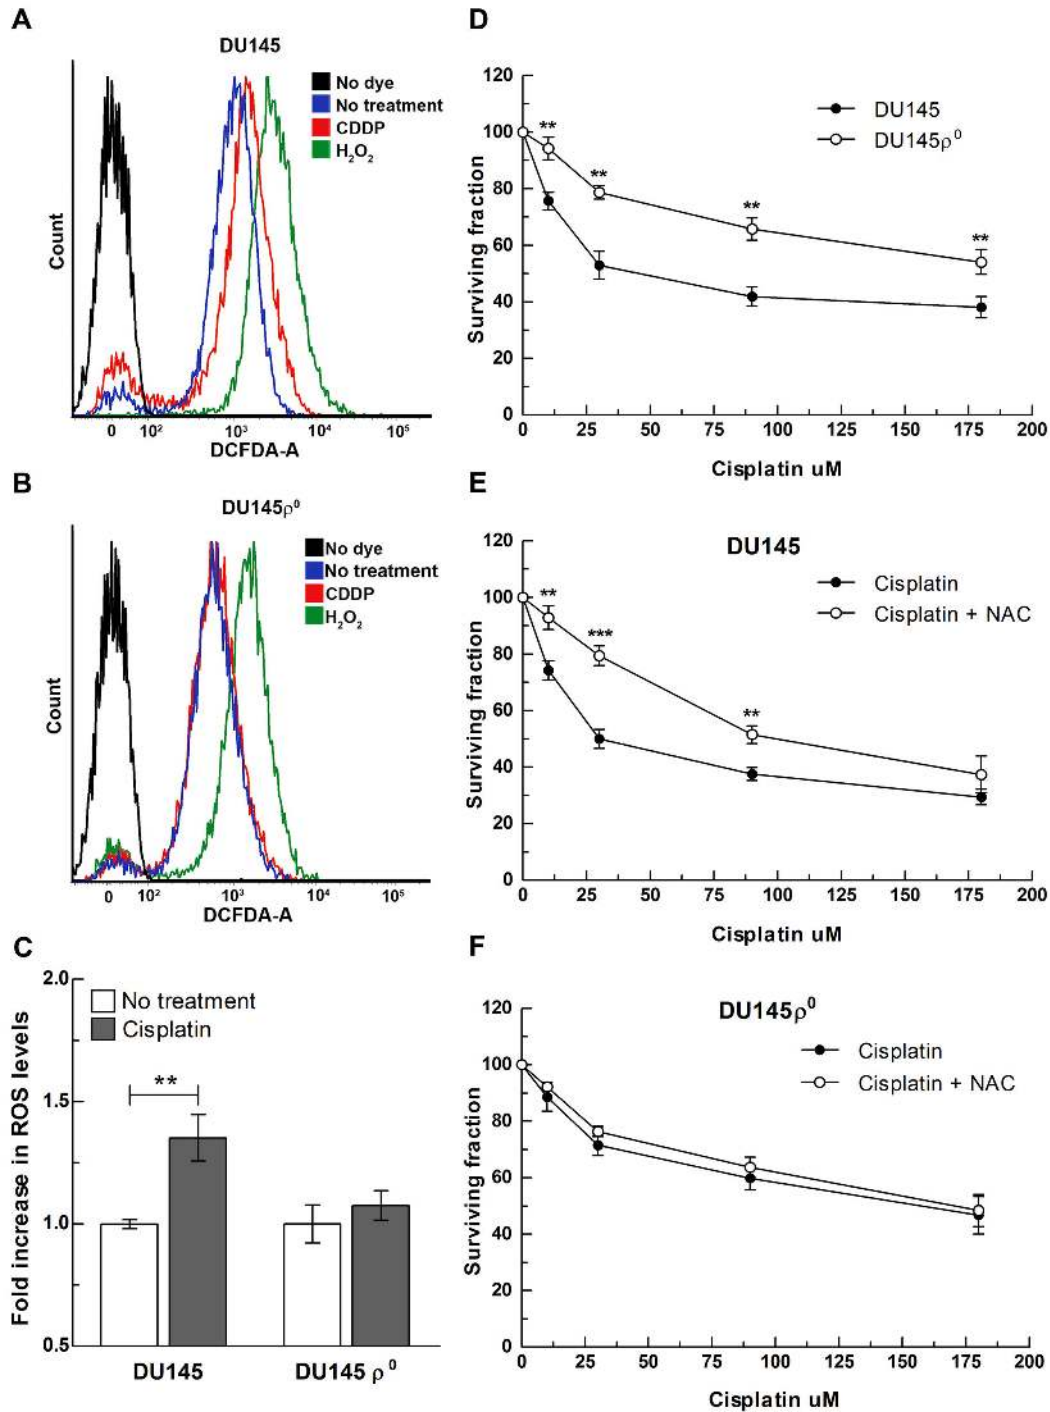 A
DU145
No dye
No treatment
CDDP
H₂O₂
Count
0 10² 10³ 10⁴ 10⁵
DCFDA-A
B
DU145ρ⁰
No dye
No treatment
CDDP
H₂O₂
Count
0 10² 10³ 10⁴ 10⁵
DCFDA-A
C
2.0
1.5
1.0
0.5
Fold increase in ROS levels
No treatment
Cisplatin
**
DU145 DU145 ρ⁰
D
120
100
80
60
40
20
0
Surviving fraction
DU145
DU145ρ⁰
** ** ** **
0 25 50 75 100 125 150 175 200
Cisplatin uM
E
DU145
120
100
80
60
40
20
0
Surviving fraction
Cisplatin
Cisplatin + NAC
** *** **
0 25 50 75 100 125 150 175 200
Cisplatin uM
F
DU145ρ⁰
120
100
80
60
40
20
0
Surviving fraction
Cisplatin
Cisplatin + NAC
0 25 50 75 100 125 150 175 200
Cisplatin uM